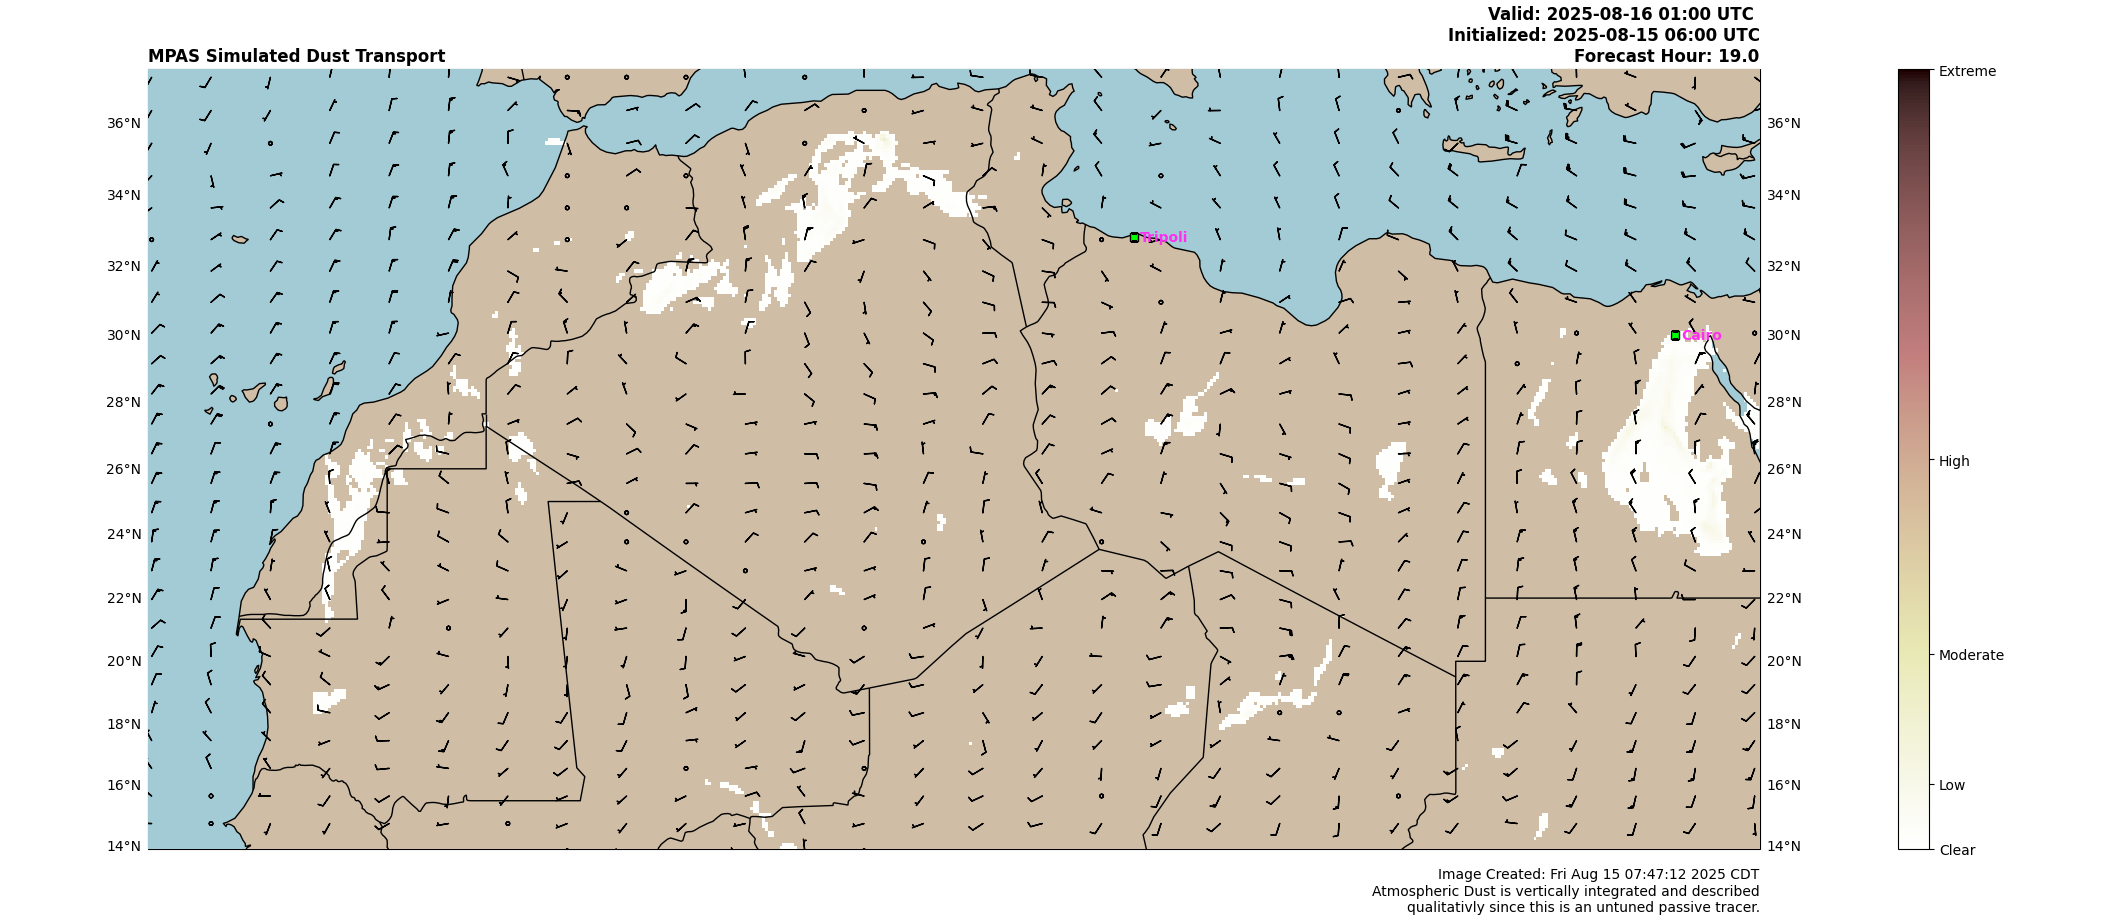 Valid: 2025-08-16 01:00 UTC
Initialized: 2025-08-15 06:00 UTC
MPAS Simulated Dust Transport
Forecast Hour: 19.0
Extreme
36°N
36°N
34°N
34°N
Tripoli
32°N
32°N
30°N
Cairo
30°N
28°N
28°N
26°N
26°N
High
24°N
24°N
22°N
22°N
20°N
20°N
Moderate
18°N
18°N
16°N
16°N
Low
14°N
14°N
Clear
Image Created: Fri Aug 15 07:47:12 2025 CDT
Atmospheric Dust is vertically integrated and described
qualitativly since this is an untuned passive tracer.